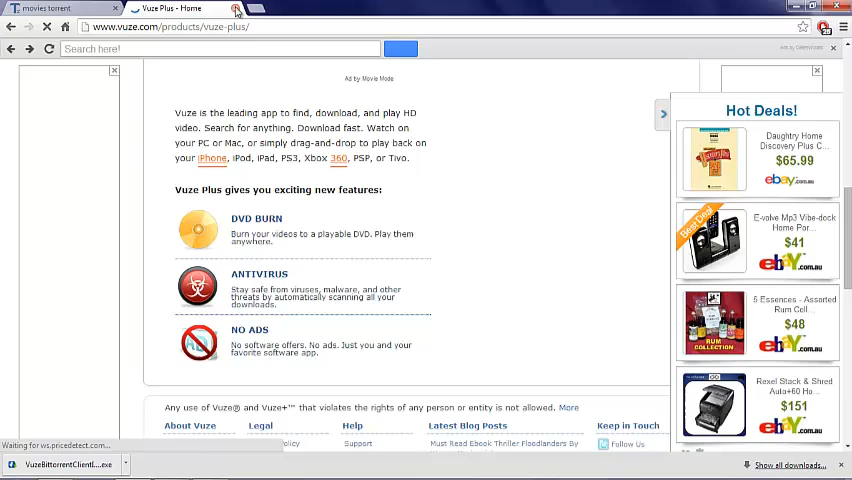 movies torrent
Vuze Plus - Home
www.vuze.com/products/vuze-plus/
Search here!
Ad by Movie Mode
Vuze is the leading app to find, download, and play HD
video. Search for anything. Download fast. Watch on
your PC or Mac, or simply drag-and-drop to play back on
your iPhone, iPod, iPad, PS3, Xbox 360, PSP, or Tivo.
Vuze Plus gives you exciting new features:
DVD BURN
Burn your videos to a playable DVD. Play them
anywhere.
ANTIVIRUS
Stay safe from viruses, malware, and other
threats by automatically scanning all your
downloads.
NO ADS
No software offers. No ads. Just you and your
favorite software app.
Any use of Vuze® and Vuze+™ that violates the rights of any person or entity is not allowed. More
About Vuze
Legal
Help
Latest Blog Posts
Keep in Touch
olicy
Support
Must Read Ebook Thriller Floodlanders By
Follow Us
Hot Deals!
Daughtry Home
Discovery Plus C...
$65.99
ebay
Best Deal
E-volve Mp3 Vibe-dock
Home Por...
$41
ebay.com.au
5 Essences - Assorted
Rum Coll...
$48
RUM
COLLECTION
ebay.com.au
Rexel Stack & Shred
Auto+60 Ho...
$151
ebay.com.au
Waiting for ws.pricedetect.com...
VuzeBittorrentClientI....exe
Show all downloads...